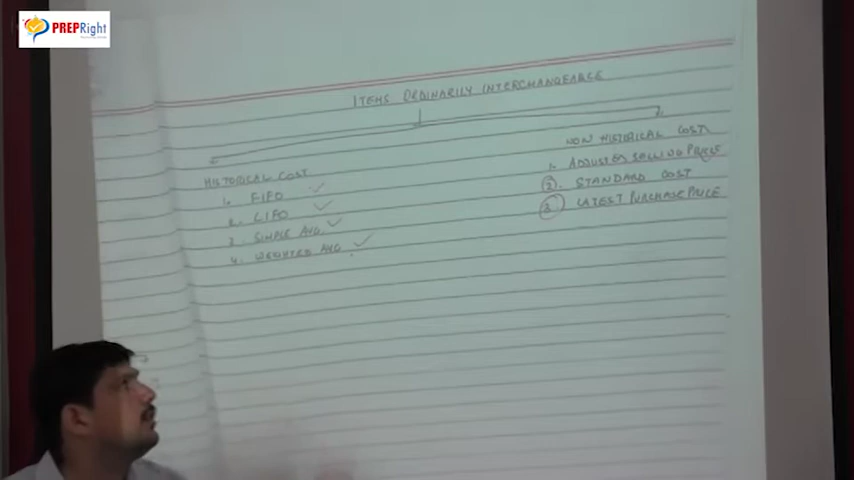 PREPRight
ITEMS ORDINARILY INTERCHANGEABLE
HISTORICAL COST
1. FIFO ✓
2. LIFO ✓
3. SIMPLE AVG. ✓
4. WEIGHTED AVG ✓
NON HISTORICAL COST
1. ADJUSTED SELLING PRICE
2. STANDARD COST
3. LATEST PURCHASE PRICE